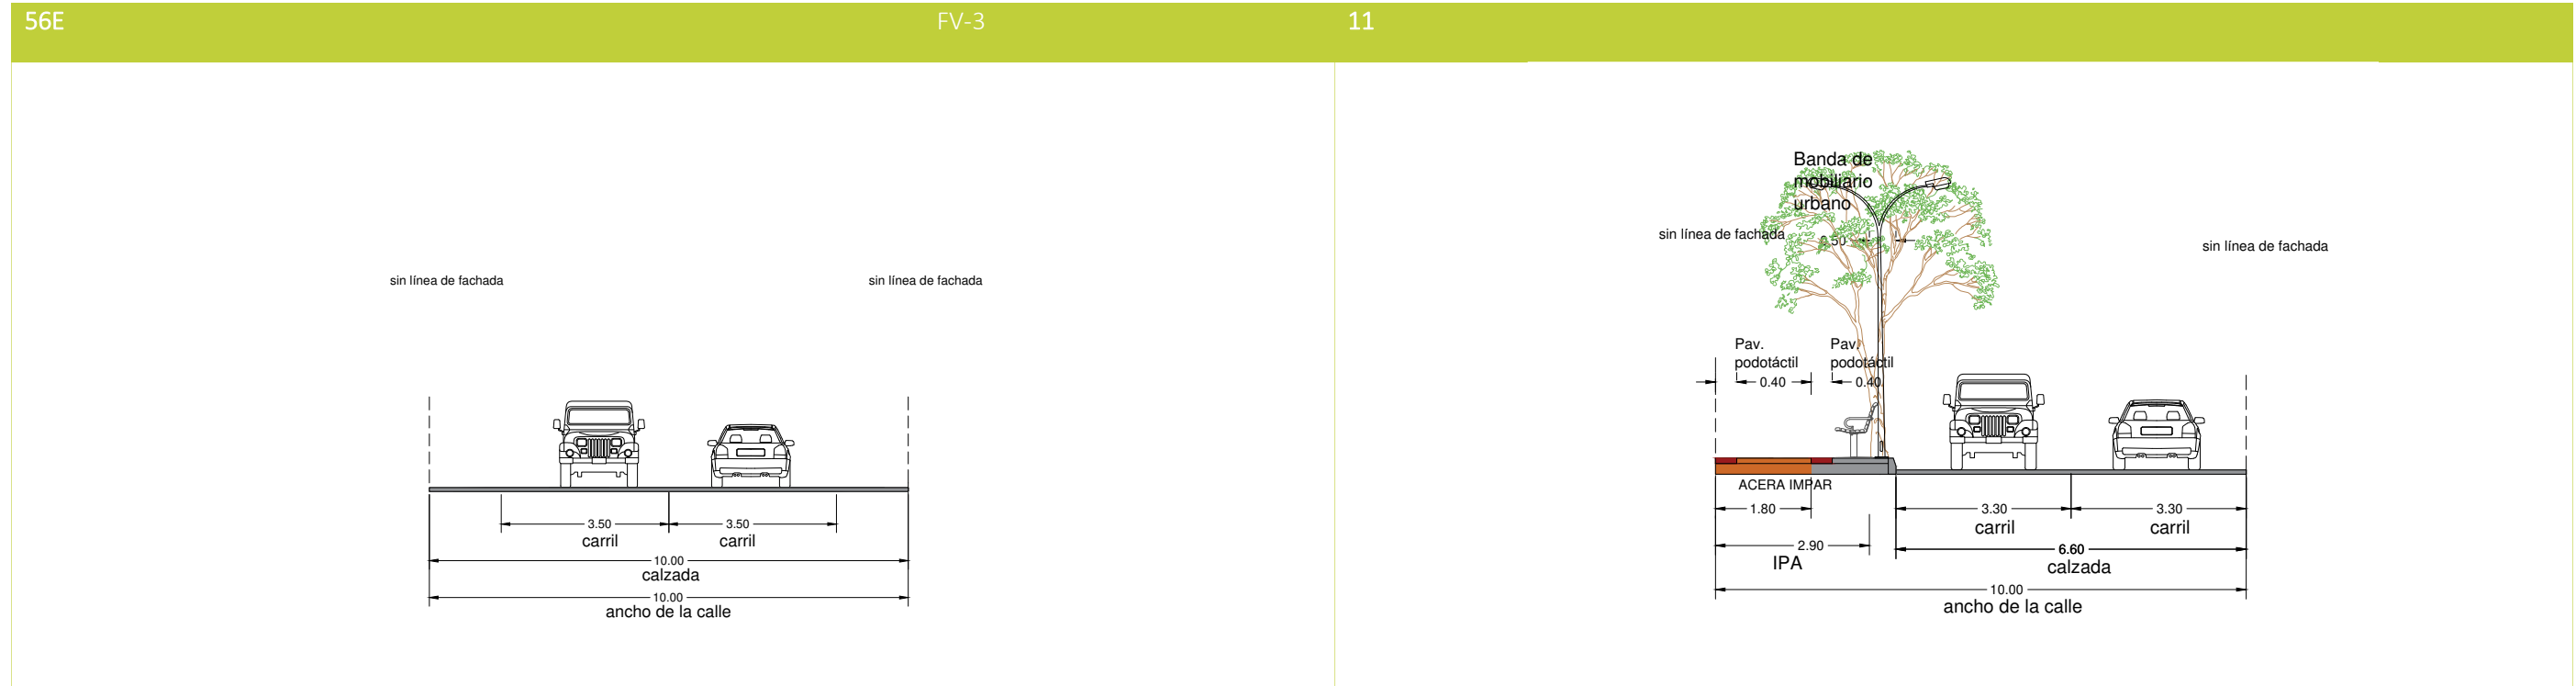 56E
FV-3
11
sin línea de fachada
sin línea de fachada
3.50
3.50
carril
carril
10.00
calzada
10.00
ancho de la calle
Banda de
mobiliario
urbano
sin línea de fachada
0.50
sin línea de fachada
Pav.
podotáctil
0.40
Pav.
podotáctil
0.40
ACERA IMPAR
1.80
3.30
3.30
carril
carril
2.90
IPA
6.60
calzada
10.00
ancho de la calle